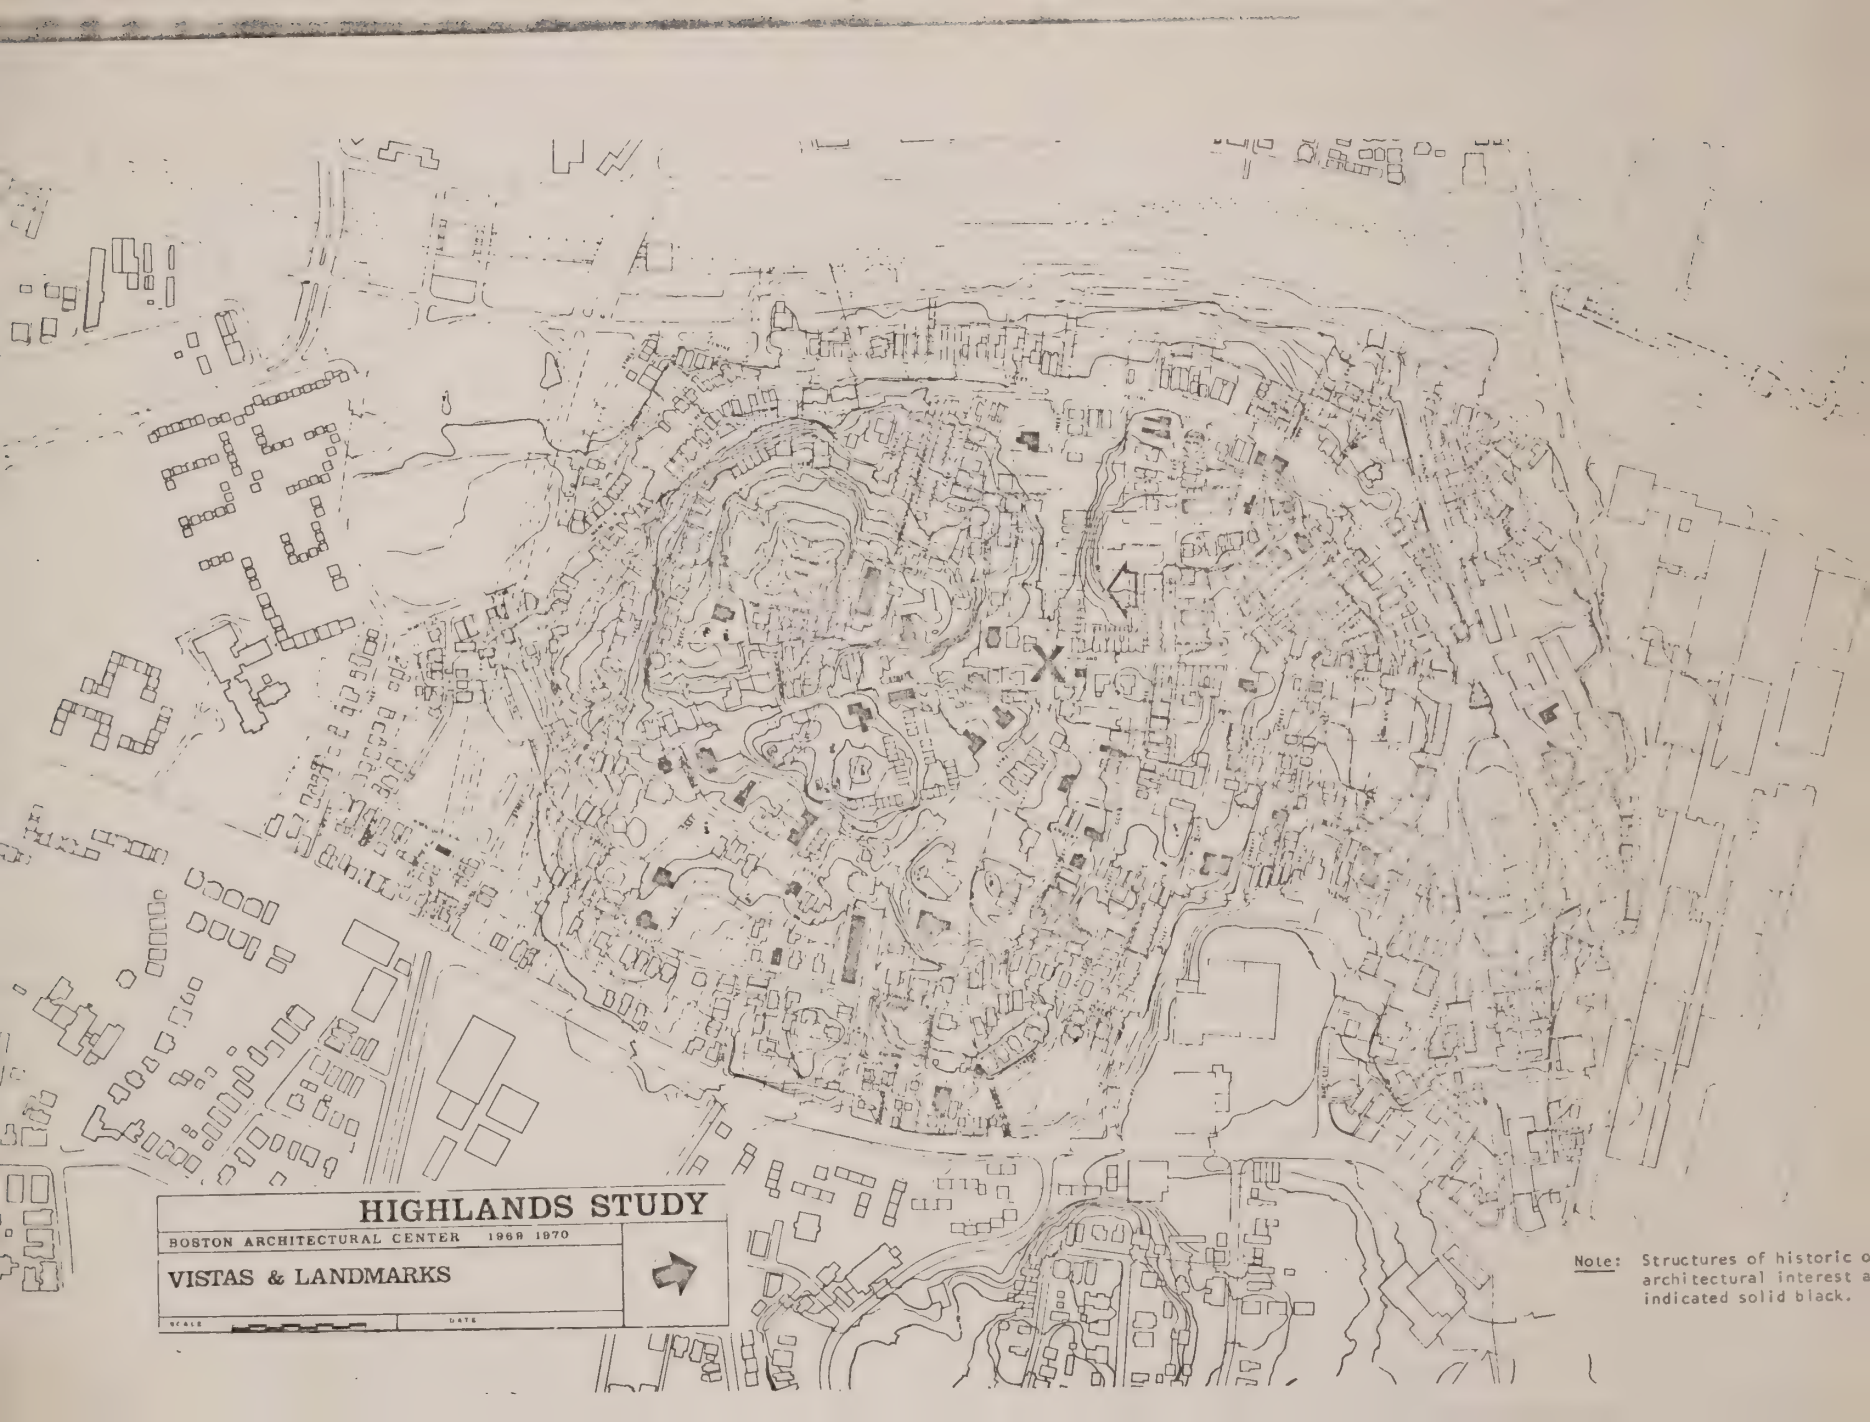 HIGHLANDS STUDY
BOSTON ARCHITECTURAL CENTER 1969 1970
VISTAS & LANDMARKS
SCALE
DATE
X
Note: Structures of historic o
architectural interest a
indicated solid black.